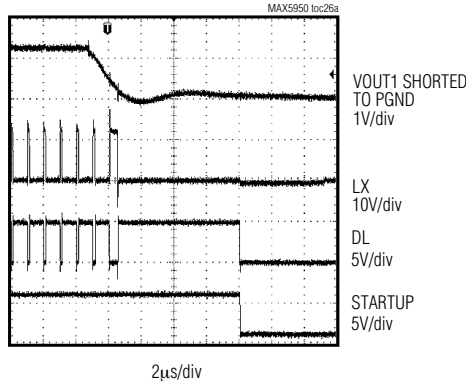 MAX5950 toc26a
VOUT1 SHORTED
TO PGND
1V/div
LX
10V/div
DL
5V/div
STARTUP
5V/div
2µs/div